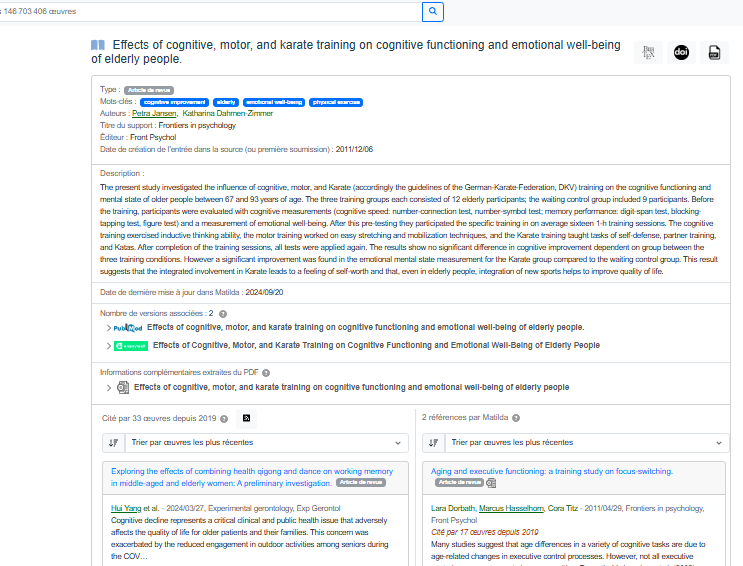 146 703 406 œuvres
Effects of cognitive, motor, and karate training on cognitive functioning and emotional well-being
of elderly people.
BIB
TEX
doi
PDF
Type : Article de revue
Mots-clés : cognitive improvement elderly emotional well-being physical exercise
Auteurs : Petra Jansen, Katharina Dahmen-Zimmer
Titre du support : Frontiers in psychology
Éditeur : Front Psychol
Date de création de l'entrée dans la source (ou première soumission) : 2011/12/06
Description :
The present study investigated the influence of cognitive, motor, and Karate (accordingly the guidelines of the German-Karate-Federation, DKV) training on the cognitive functioning and
mental state of older people between 67 and 93 years of age. The three training groups each consisted of 12 elderly participants; the waiting control group included 9 participants. Before
the training, participants were evaluated with cognitive measurements (cognitive speed: number-connection test, number-symbol test; memory performance: digit-span test, blocking-
tapping test, figure test) and a measurement of emotional well-being. After this pre-testing they participated the specific training in on average sixteen 1-h training sessions. The cognitive
training exercised inductive thinking ability, the motor training worked on easy stretching and mobilization techniques, and the Karate training taught tasks of self-defense, partner training,
and Katas. After completion of the training sessions, all tests were applied again. The results show no significant difference in cognitive improvement dependent on group between the
three training conditions. However a significant improvement was found in the emotional mental state measurement for the Karate group compared to the waiting control group. This result
suggests that the integrated involvement in Karate leads to a feeling of self-worth and that, even in elderly people, integration of new sports helps to improve quality of life.
Date de dernière mise à jour dans Matilda : 2024/09/20
Nombre de versions associées : 2
PubMed Effects of cognitive, motor, and karate training on cognitive functioning and emotional well-being of elderly people.
Effects of Cognitive, Motor, and Karate Training on Cognitive Functioning and Emotional Well-Being of Elderly People
Informations complémentaires extraites du PDF
Effects of cognitive, motor, and karate training on cognitive functioning and emotional well-being of elderly people
Cité par 33 œuvres depuis 2019
Trier par œuvres les plus récentes
Exploring the effects of combining health qigong and dance on working memory
in middle-aged and elderly women: A preliminary investigation. Article de revue
Hui Yang et al. - 2024/03/27, Experimental gerontology, Exp Gerontol
Cognitive decline represents a critical clinical and public health issue that adversely
affects the quality of life for older patients and their families. This concern was
exacerbated by the reduced engagement in outdoor activities among seniors during
the COV…
2 références par Matilda
Trier par œuvres les plus récentes
Aging and executive functioning: a training study on focus-switching.
Article de revue
Lara Dorbath, Marcus Hasselhorn, Cora Titz - 2011/04/29, Frontiers in psychology,
Front Psychol
Cité par 17 œuvres depuis 2019
Many studies suggest that age differences in a variety of cognitive tasks are due to
age-related changes in executive control processes. However, not all executive